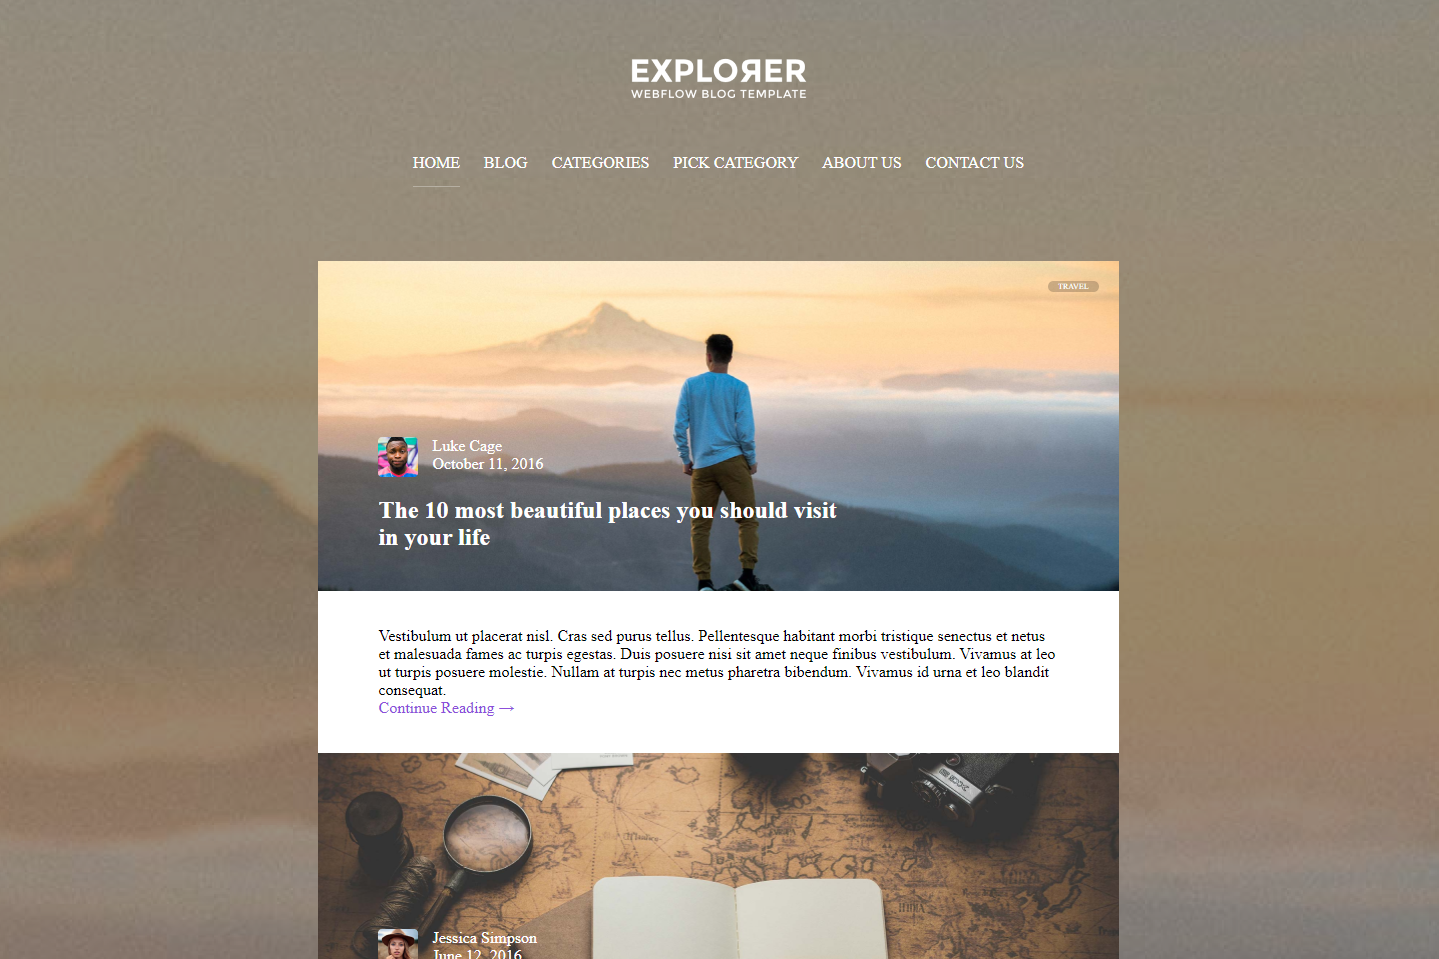 EXPLOЯER
WEBFLOW BLOG TEMPLATE
HOME BLOG CATEGORIES PICK CATEGORY ABOUT US CONTACT US
TRAVEL
Luke Cage
October 11, 2016
The 10 most beautiful places you should visit
in your life
Vestibulum ut placerat nisl. Cras sed purus tellus. Pellentesque habitant morbi tristique senectus et netus
et malesuada fames ac turpis egestas. Duis posuere nisi sit amet neque finibus vestibulum. Vivamus at leo
ut turpis posuere molestie. Nullam at turpis nec metus pharetra bibendum. Vivamus id urna et leo blandit
consequat.
Continue Reading →
Jessica Simpson
June 12, 2016